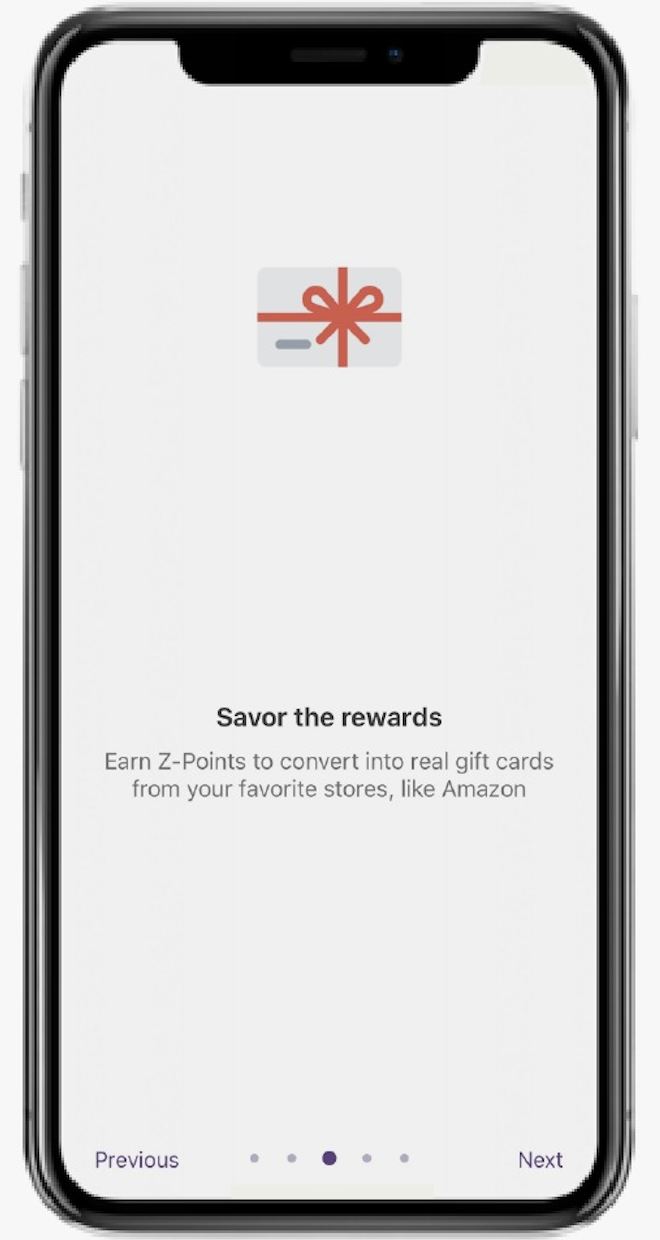 Savor the rewards
Earn Z-Points to convert into real gift cards
from your favorite stores, like Amazon
Previous
Next